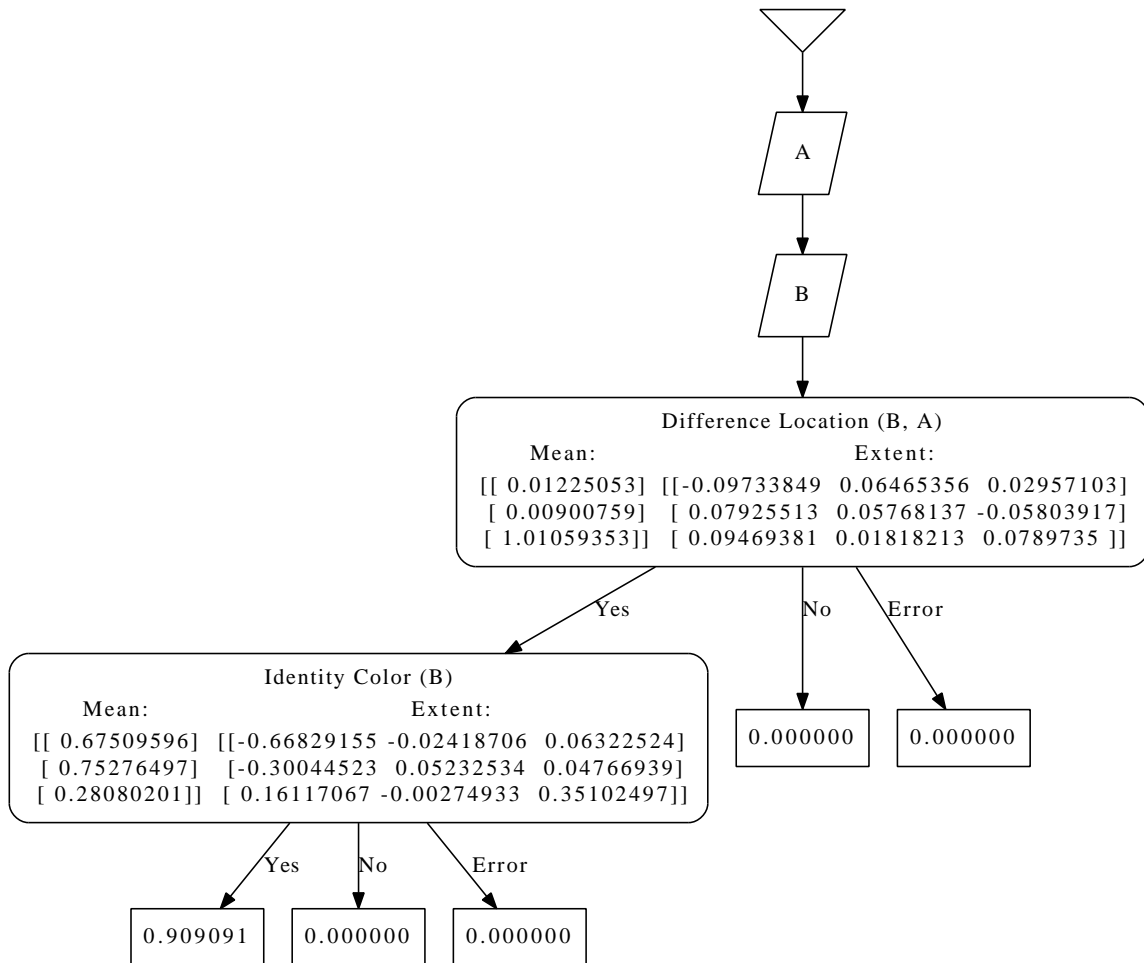 A
B
Difference Location (B, A)
Mean: Extent:
[[ 0.01225053] [[-0.09733849 0.06465356 0.02957103]
[ 0.00900759] [ 0.07925513 0.05768137 -0.05803917]
[ 1.01059353]] [ 0.09469381 0.01818213 0.0789735 ]]
Yes No Error
Identity Color (B)
Mean: Extent:
[[ 0.67509596] [[-0.66829155 -0.02418706 0.06322524]
[ 0.75276497] [-0.30044523 0.05232534 0.04766939]
[ 0.28080201]] [ 0.16117067 -0.00274933 0.35102497]]
0.000000 0.000000
Yes No Error
0.909091 0.000000 0.000000